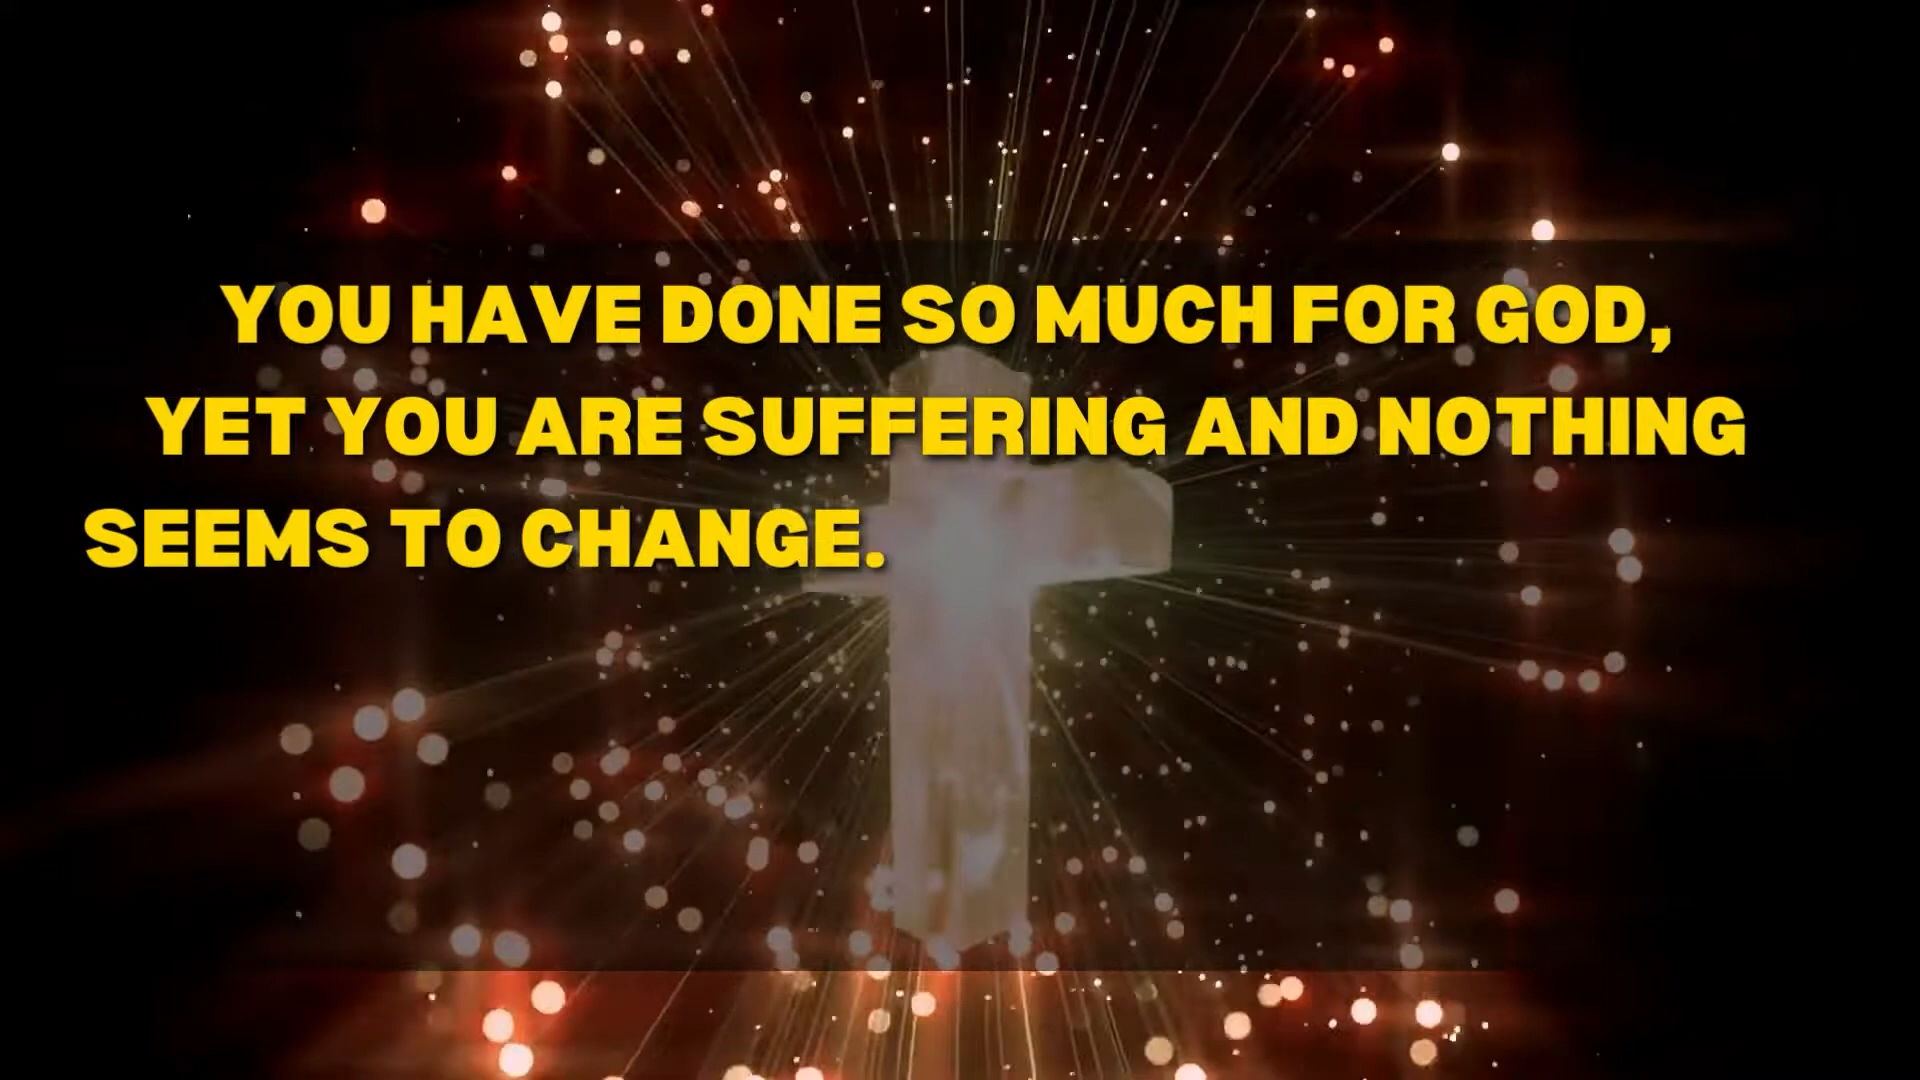 YOU HAVE DONE SO MUCH FOR GOD,
YET YOU ARE SUFFERING AND NOTHING
SEEMS TO CHANGE.